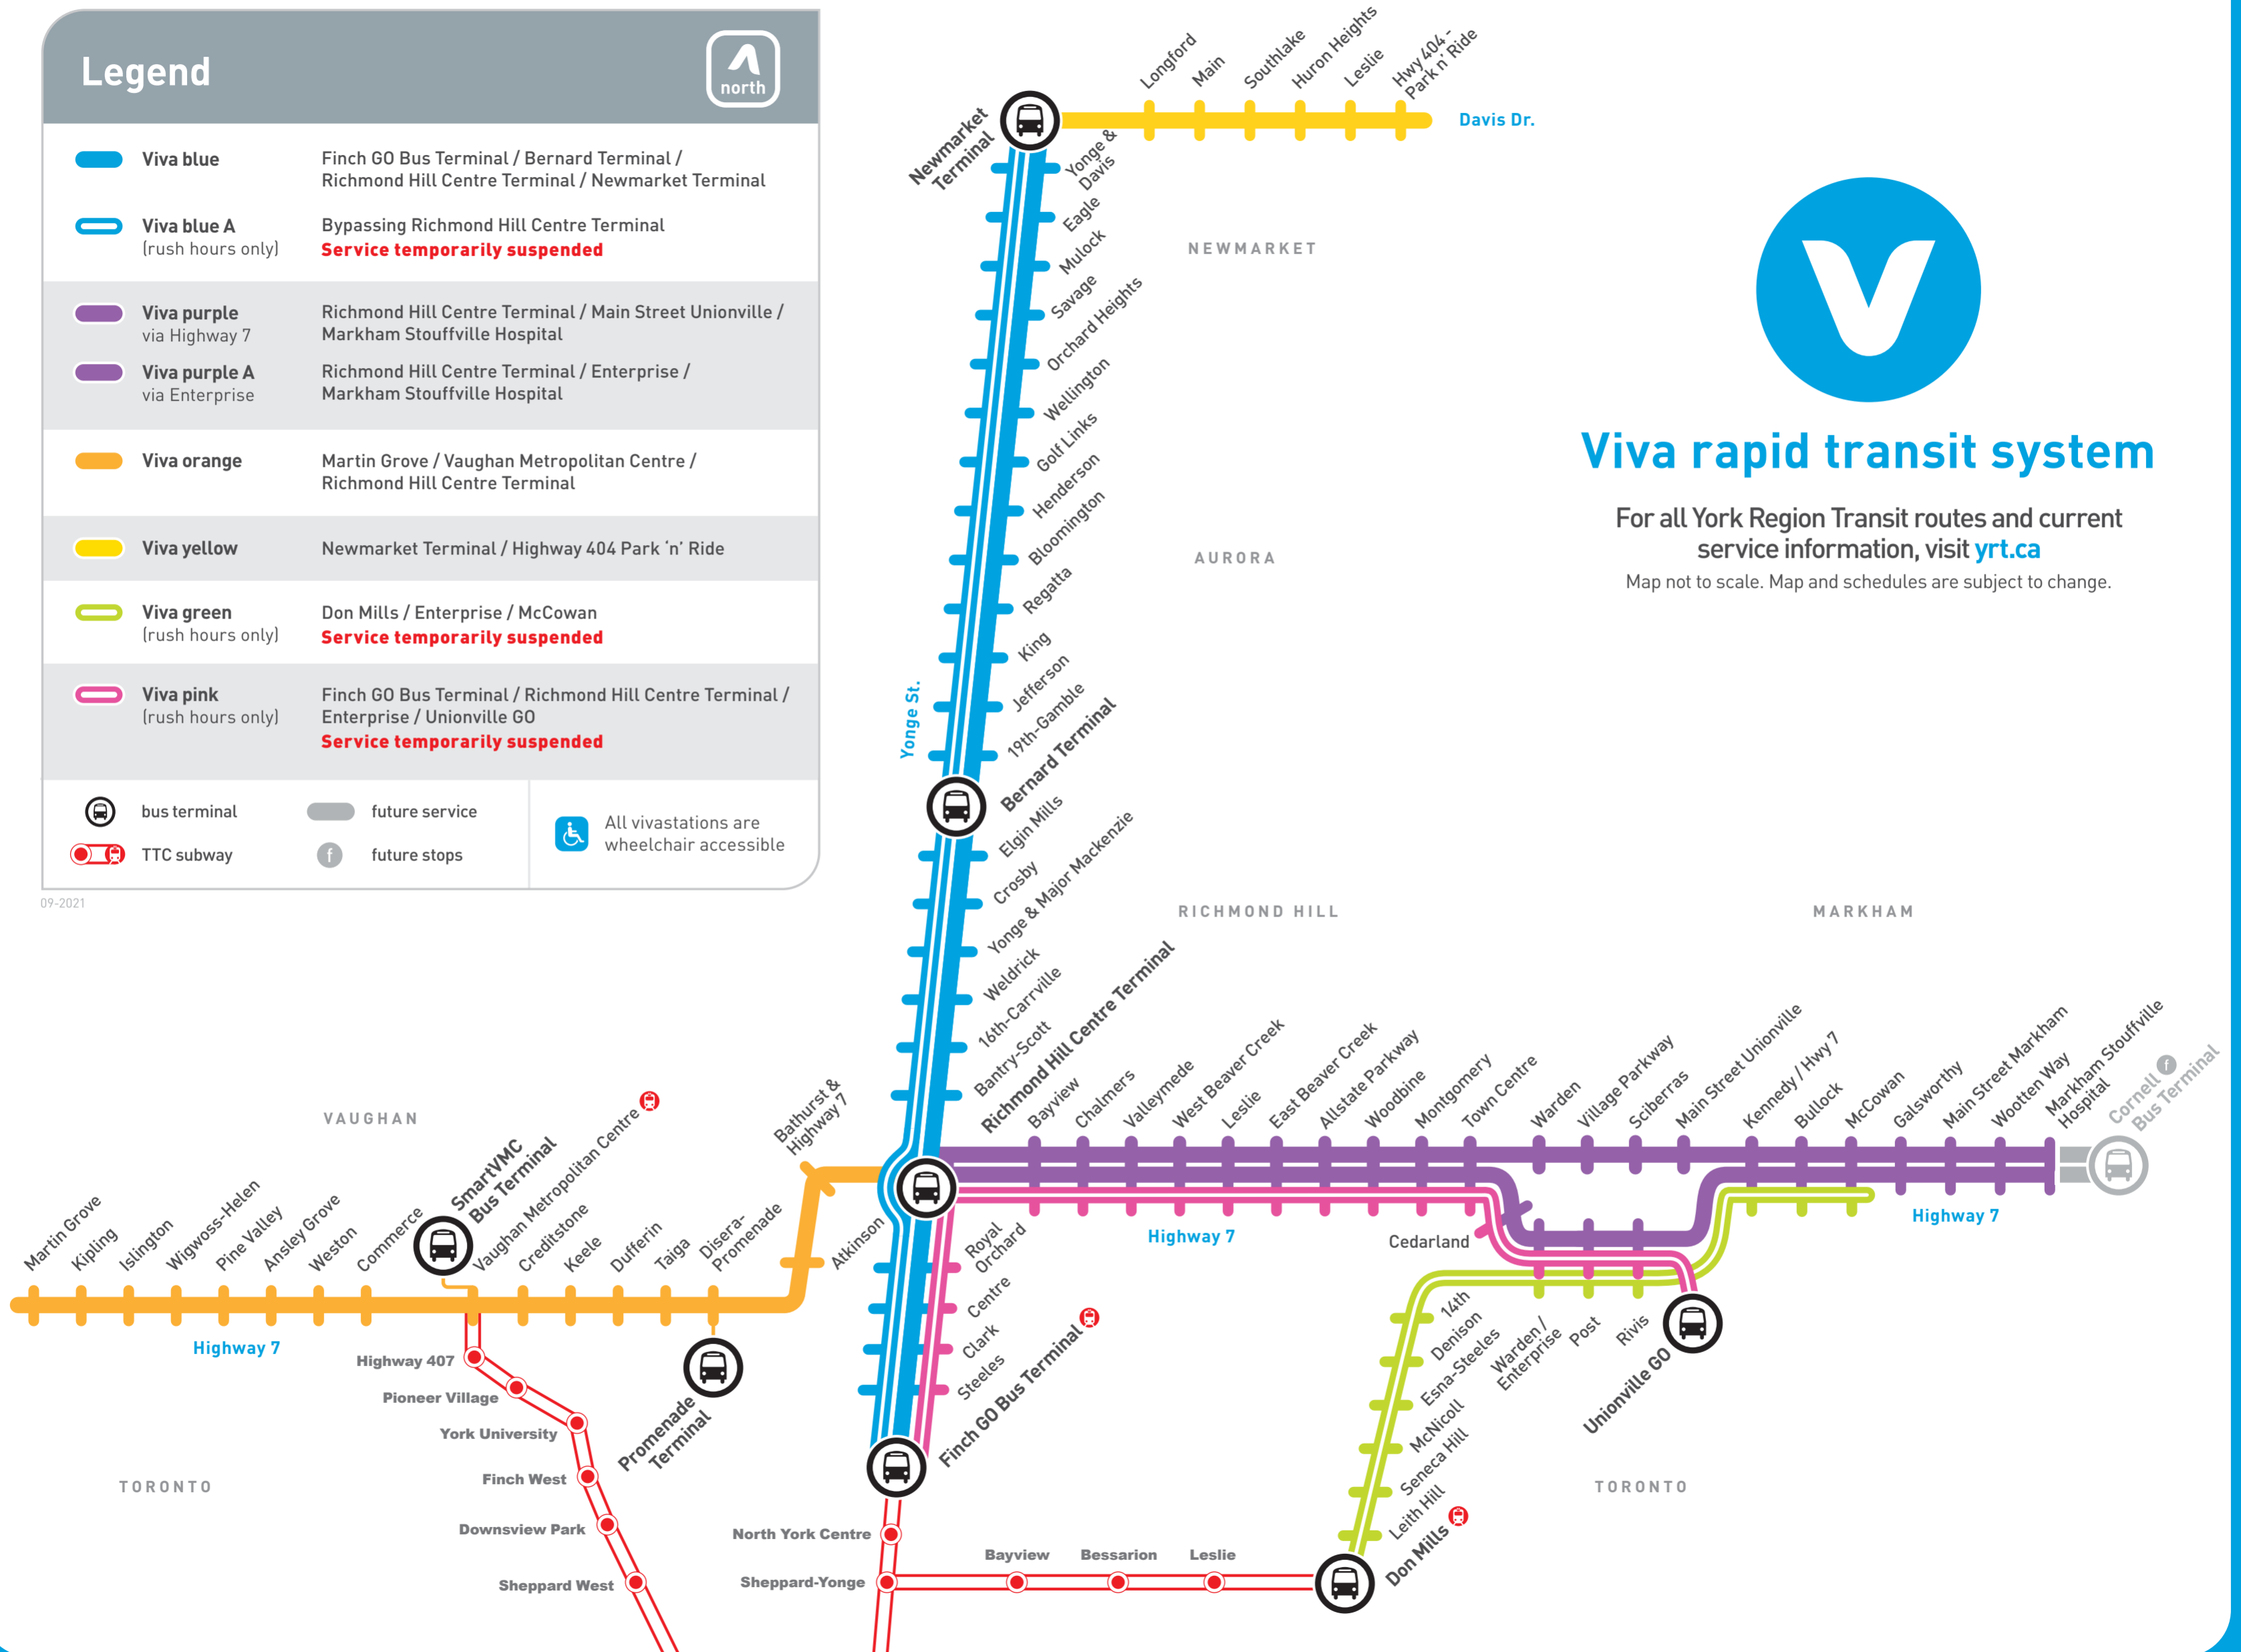 Legend
north
Viva blue
Finch GO Bus Terminal / Bernard Terminal /
Richmond Hill Centre Terminal / Newmarket Terminal
Viva blue A
(rush hours only)
Bypassing Richmond Hill Centre Terminal
Service temporarily suspended
Viva purple
via Highway 7
Richmond Hill Centre Terminal / Main Street Unionville /
Markham Stouffville Hospital
Viva purple A
via Enterprise
Richmond Hill Centre Terminal / Enterprise /
Markham Stouffville Hospital
Viva orange
Martin Grove / Vaughan Metropolitan Centre /
Richmond Hill Centre Terminal
Viva yellow
Newmarket Terminal / Highway 404 Park ‘n’ Ride
Viva green
(rush hours only)
Don Mills / Enterprise / McCowan
Service temporarily suspended
Viva pink
(rush hours only)
Finch GO Bus Terminal / Richmond Hill Centre Terminal /
Enterprise / Unionville GO
Service temporarily suspended
bus terminal
future service
TTC subway
f
future stops
All vivastations are
wheelchair accessible
09-2021
Viva rapid transit system
For all York Region Transit routes and current
service information, visit yrt.ca
Map not to scale. Map and schedules are subject to change.
Newmarket
Terminal
Longford
Main
Southlake
Huron Heights
Leslie
Hwy 404 -
Park n' Ride
Davis Dr.
Yonge &
Davis
Eagle
Mulock
Savage
Orchard Heights
Wellington
Golf Links
Henderson
Bloomington
Regatta
King
Jefferson
19th-Gamble
Bernard Terminal
Elgin Mills
Crosby
Yonge & Major Mackenzie
Weldrick
16th-Carrville
Bantry-Scott
Richmond Hill Centre Terminal
Yonge St.
NEWMARKET
AURORA
RICHMOND HILL
MARKHAM
VAUGHAN
TORONTO
TORONTO
Martin Grove
Kipling
Islington
Wigwoss-Helen
Pine Valley
Ansley Grove
Weston
Commerce
SmartVMC
Bus Terminal
Vaughan Metropolitan Centre
Creditstone
Keele
Dufferin
Taiga
Disera-
Promenade
Promenade
Terminal
Atkinson
Bathurst &
Highway 7
Highway 7
Bayview
Chalmers
Valleymede
West Beaver Creek
Leslie
East Beaver Creek
Allstate Parkway
Woodbine
Montgomery
Town Centre
Warden
Village Parkway
Sciberras
Main Street Unionville
Kennedy / Hwy 7
Bullock
McCowan
Galsworthy
Main Street Markham
Wootten Way
Markham Stouffville
Hospital
Cornell
Bus Terminal
f
Highway 7
Highway 7
Cedarland
Warden /
Enterprise
Post
Rivis
Unionville GO
14th
Denison
Esna-Steeles
McNicoll
Seneca Hill
Leith Hill
Don Mills
Royal
Orchard
Centre
Clark
Steeles
Finch GO Bus Terminal
Highway 407
Pioneer Village
York University
Finch West
Downsview Park
Sheppard West
North York Centre
Sheppard-Yonge
Bayview
Bessarion
Leslie